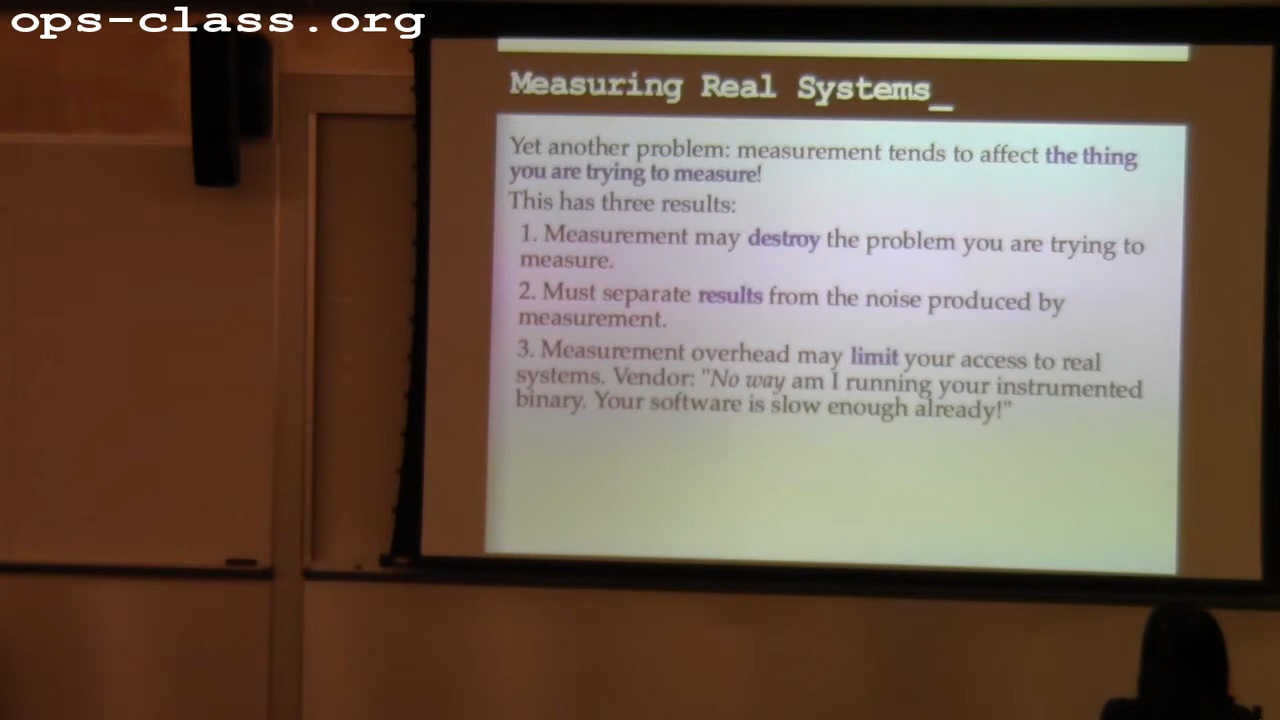 ops-class.org
Measuring Real Systems_
Yet another problem: measurement tends to affect the thing
you are trying to measure!
This has three results:
1. Measurement may destroy the problem you are trying to
measure.
2. Must separate results from the noise produced by
measurement.
3. Measurement overhead may limit your access to real
systems. Vendor: "No way am I running your instrumented
binary. Your software is slow enough already!"